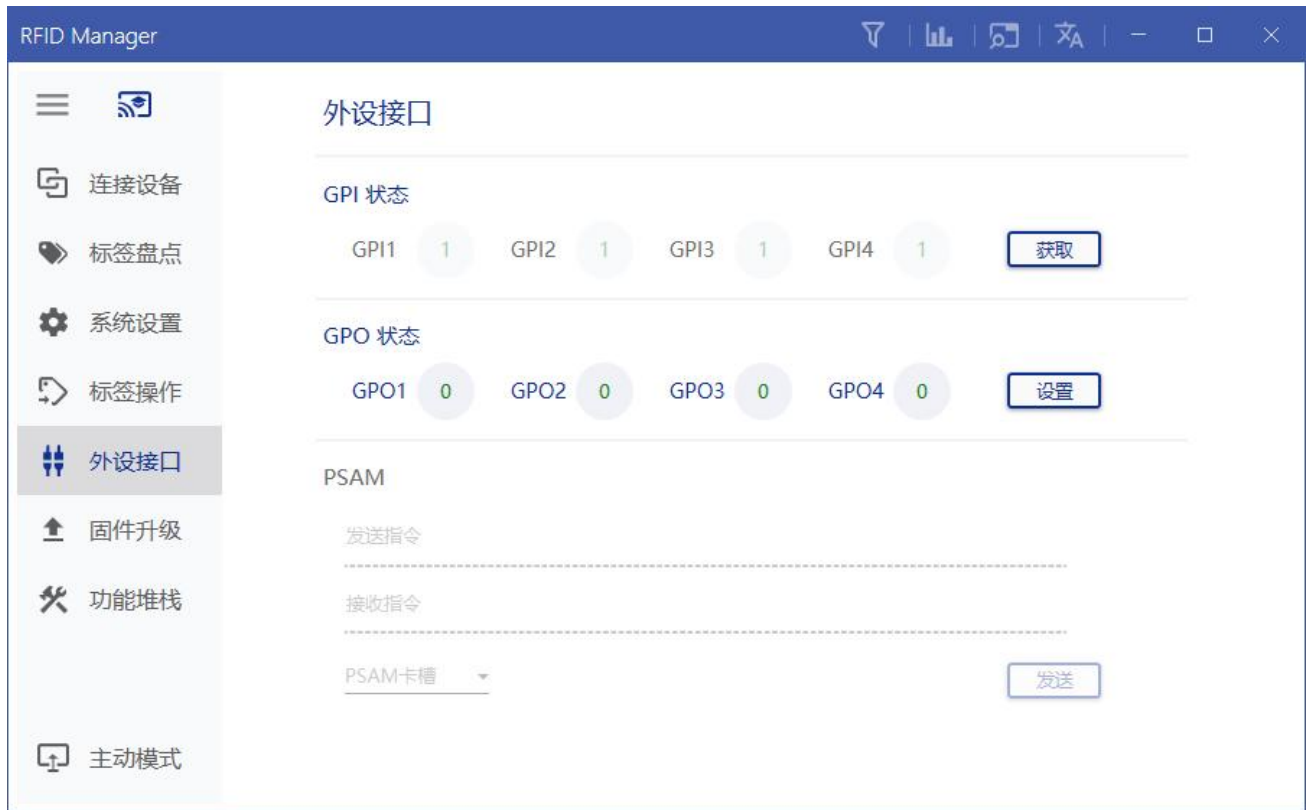 RFID Manager
外设接口
连接设备
GPI 状态
标签盘点
GPI1 1 GPI2 1 GPI3 1 GPI4 1 获取
系统设置
GPO 状态
标签操作
GPO1 0 GPO2 0 GPO3 0 GPO4 0 设置
外设接口
PSAM
固件升级
发送指令
功能堆栈
接收指令
PSAM卡槽 发送
主动模式